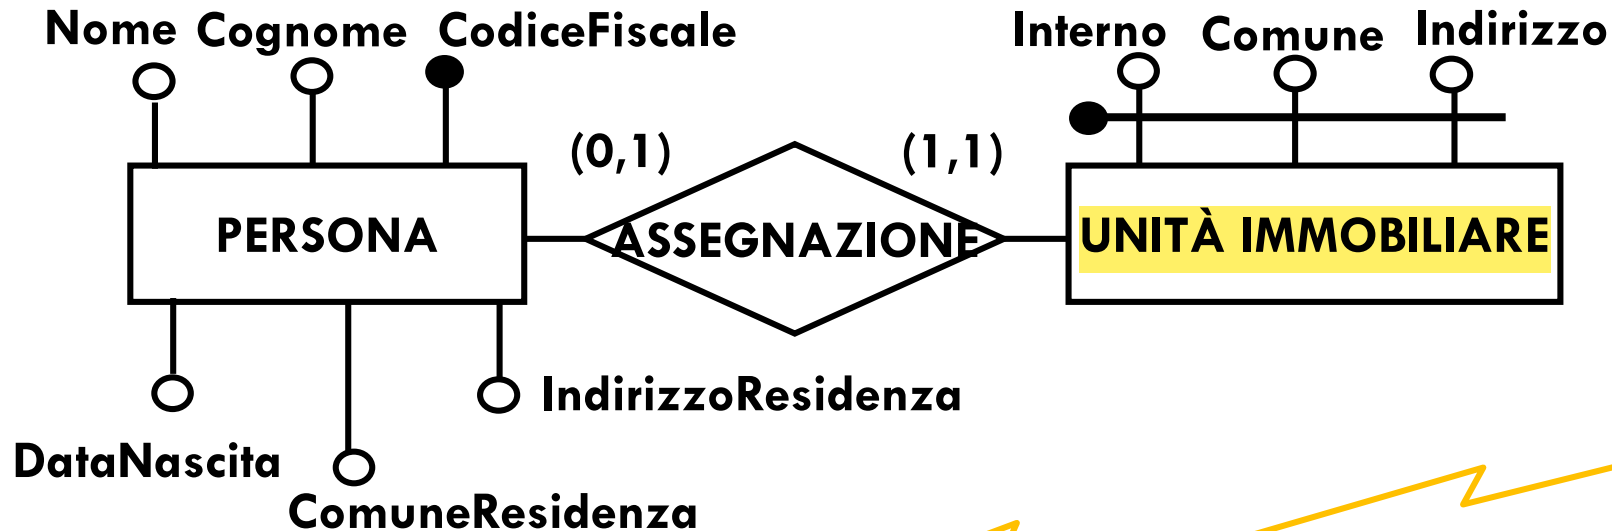 Nome Cognome CodiceFiscale Interno Comune Indirizzo
(0,1) (1,1)
PERSONA ASSEGNAZIONE UNITÀ IMMOBILIARE
IndirizzoResidenza
DataNascita
ComuneResidenza